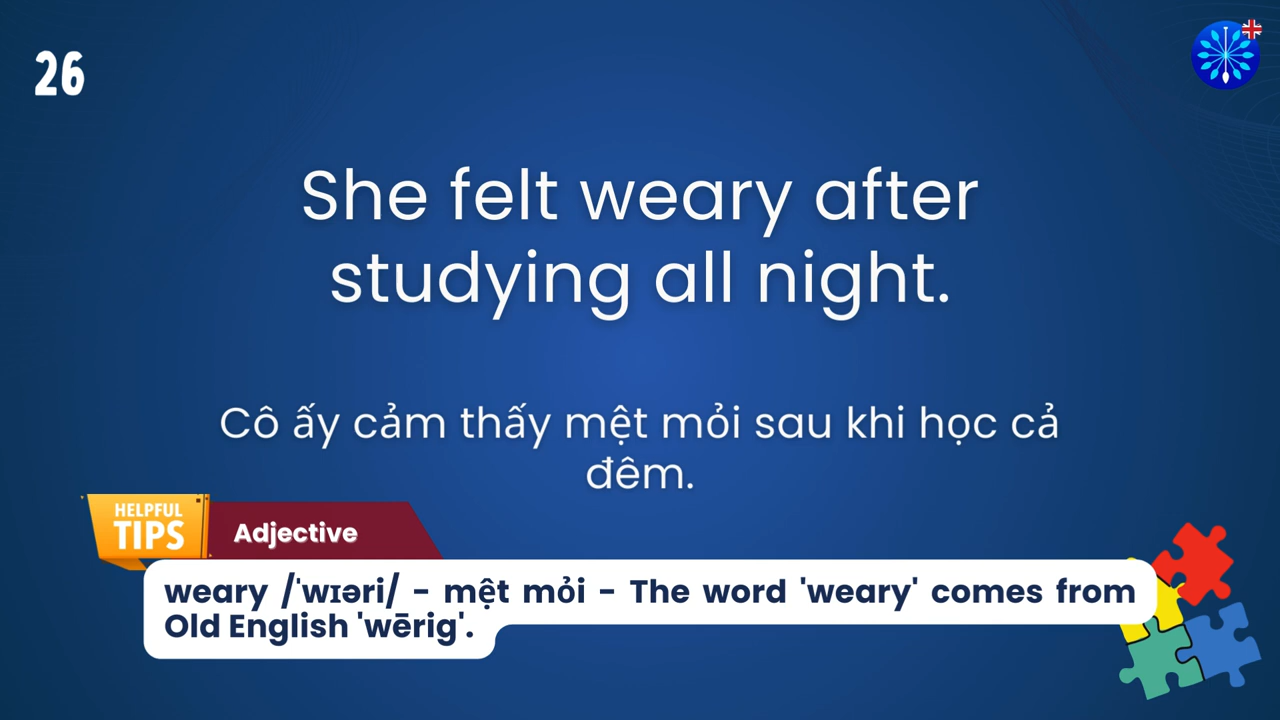 26
She felt weary after
studying all night.
Cô ấy cảm thấy mệt mỏi sau khi học cả
đêm.
HELPFUL
TIPS
Adjective
weary /ˈwɪəri/ - mệt mỏi - The word 'weary' comes from
Old English 'wērig'.